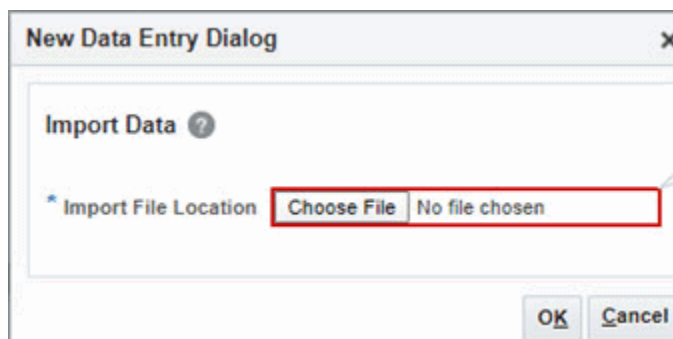 New Data Entry Dialog
Import Data
* Import File Location Choose File No file chosen
OK Cancel